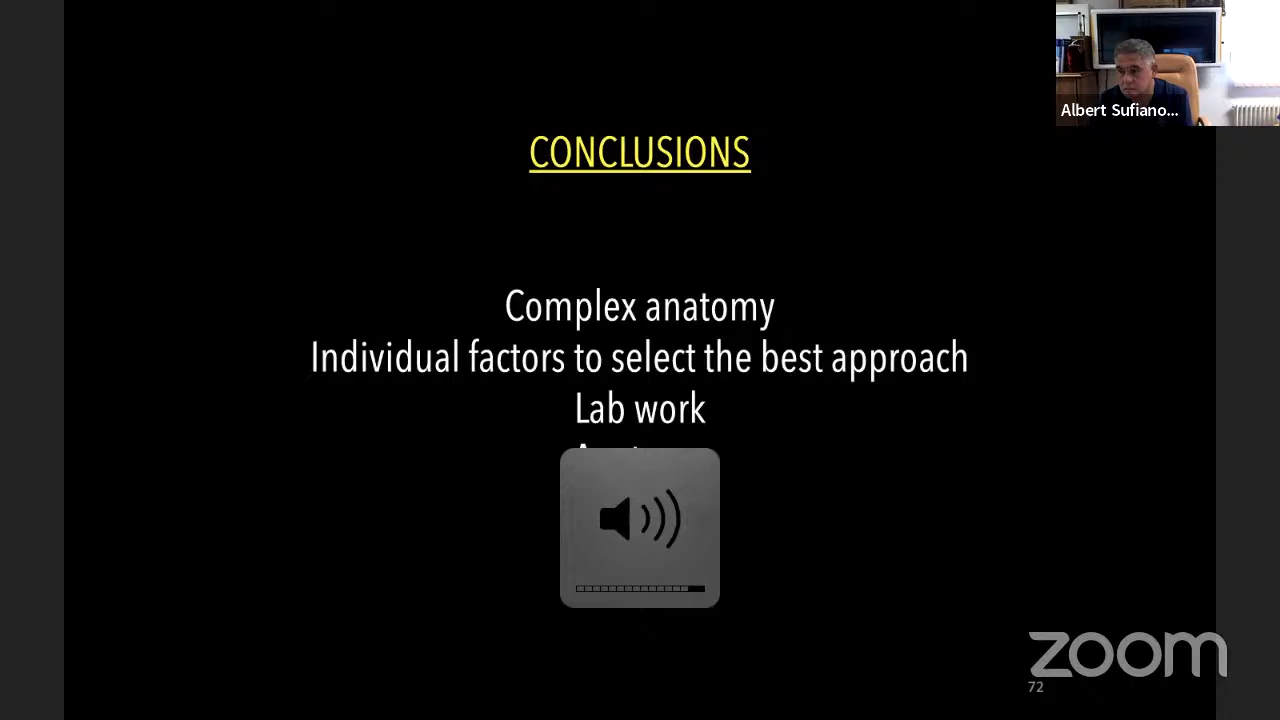 Albert Sufiano...
CONCLUSIONS
Complex anatomy
Individual factors to select the best approach
Lab work
zoom
72